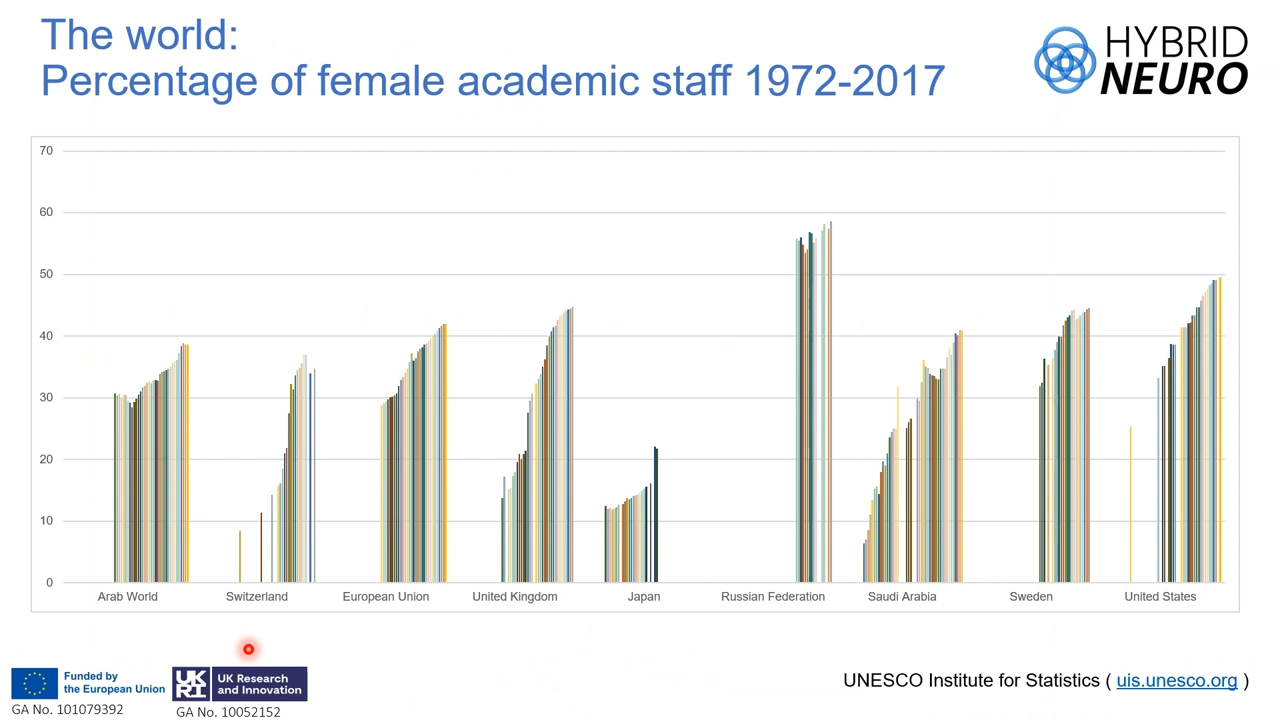 The world:
Percentage of female academic staff 1972-2017
HYBRID
NEURO
70
60
50
40
30
20
10
0
Arab World
Switzerland
European Union
United Kingdom
Japan
Russian Federation
Saudi Arabia
Sweden
United States
Funded by
the European Union
GA No. 101079392
UK
RI
UK Research
and Innovation
GA No. 10052152
UNESCO Institute for Statistics ( uis.unesco.org )